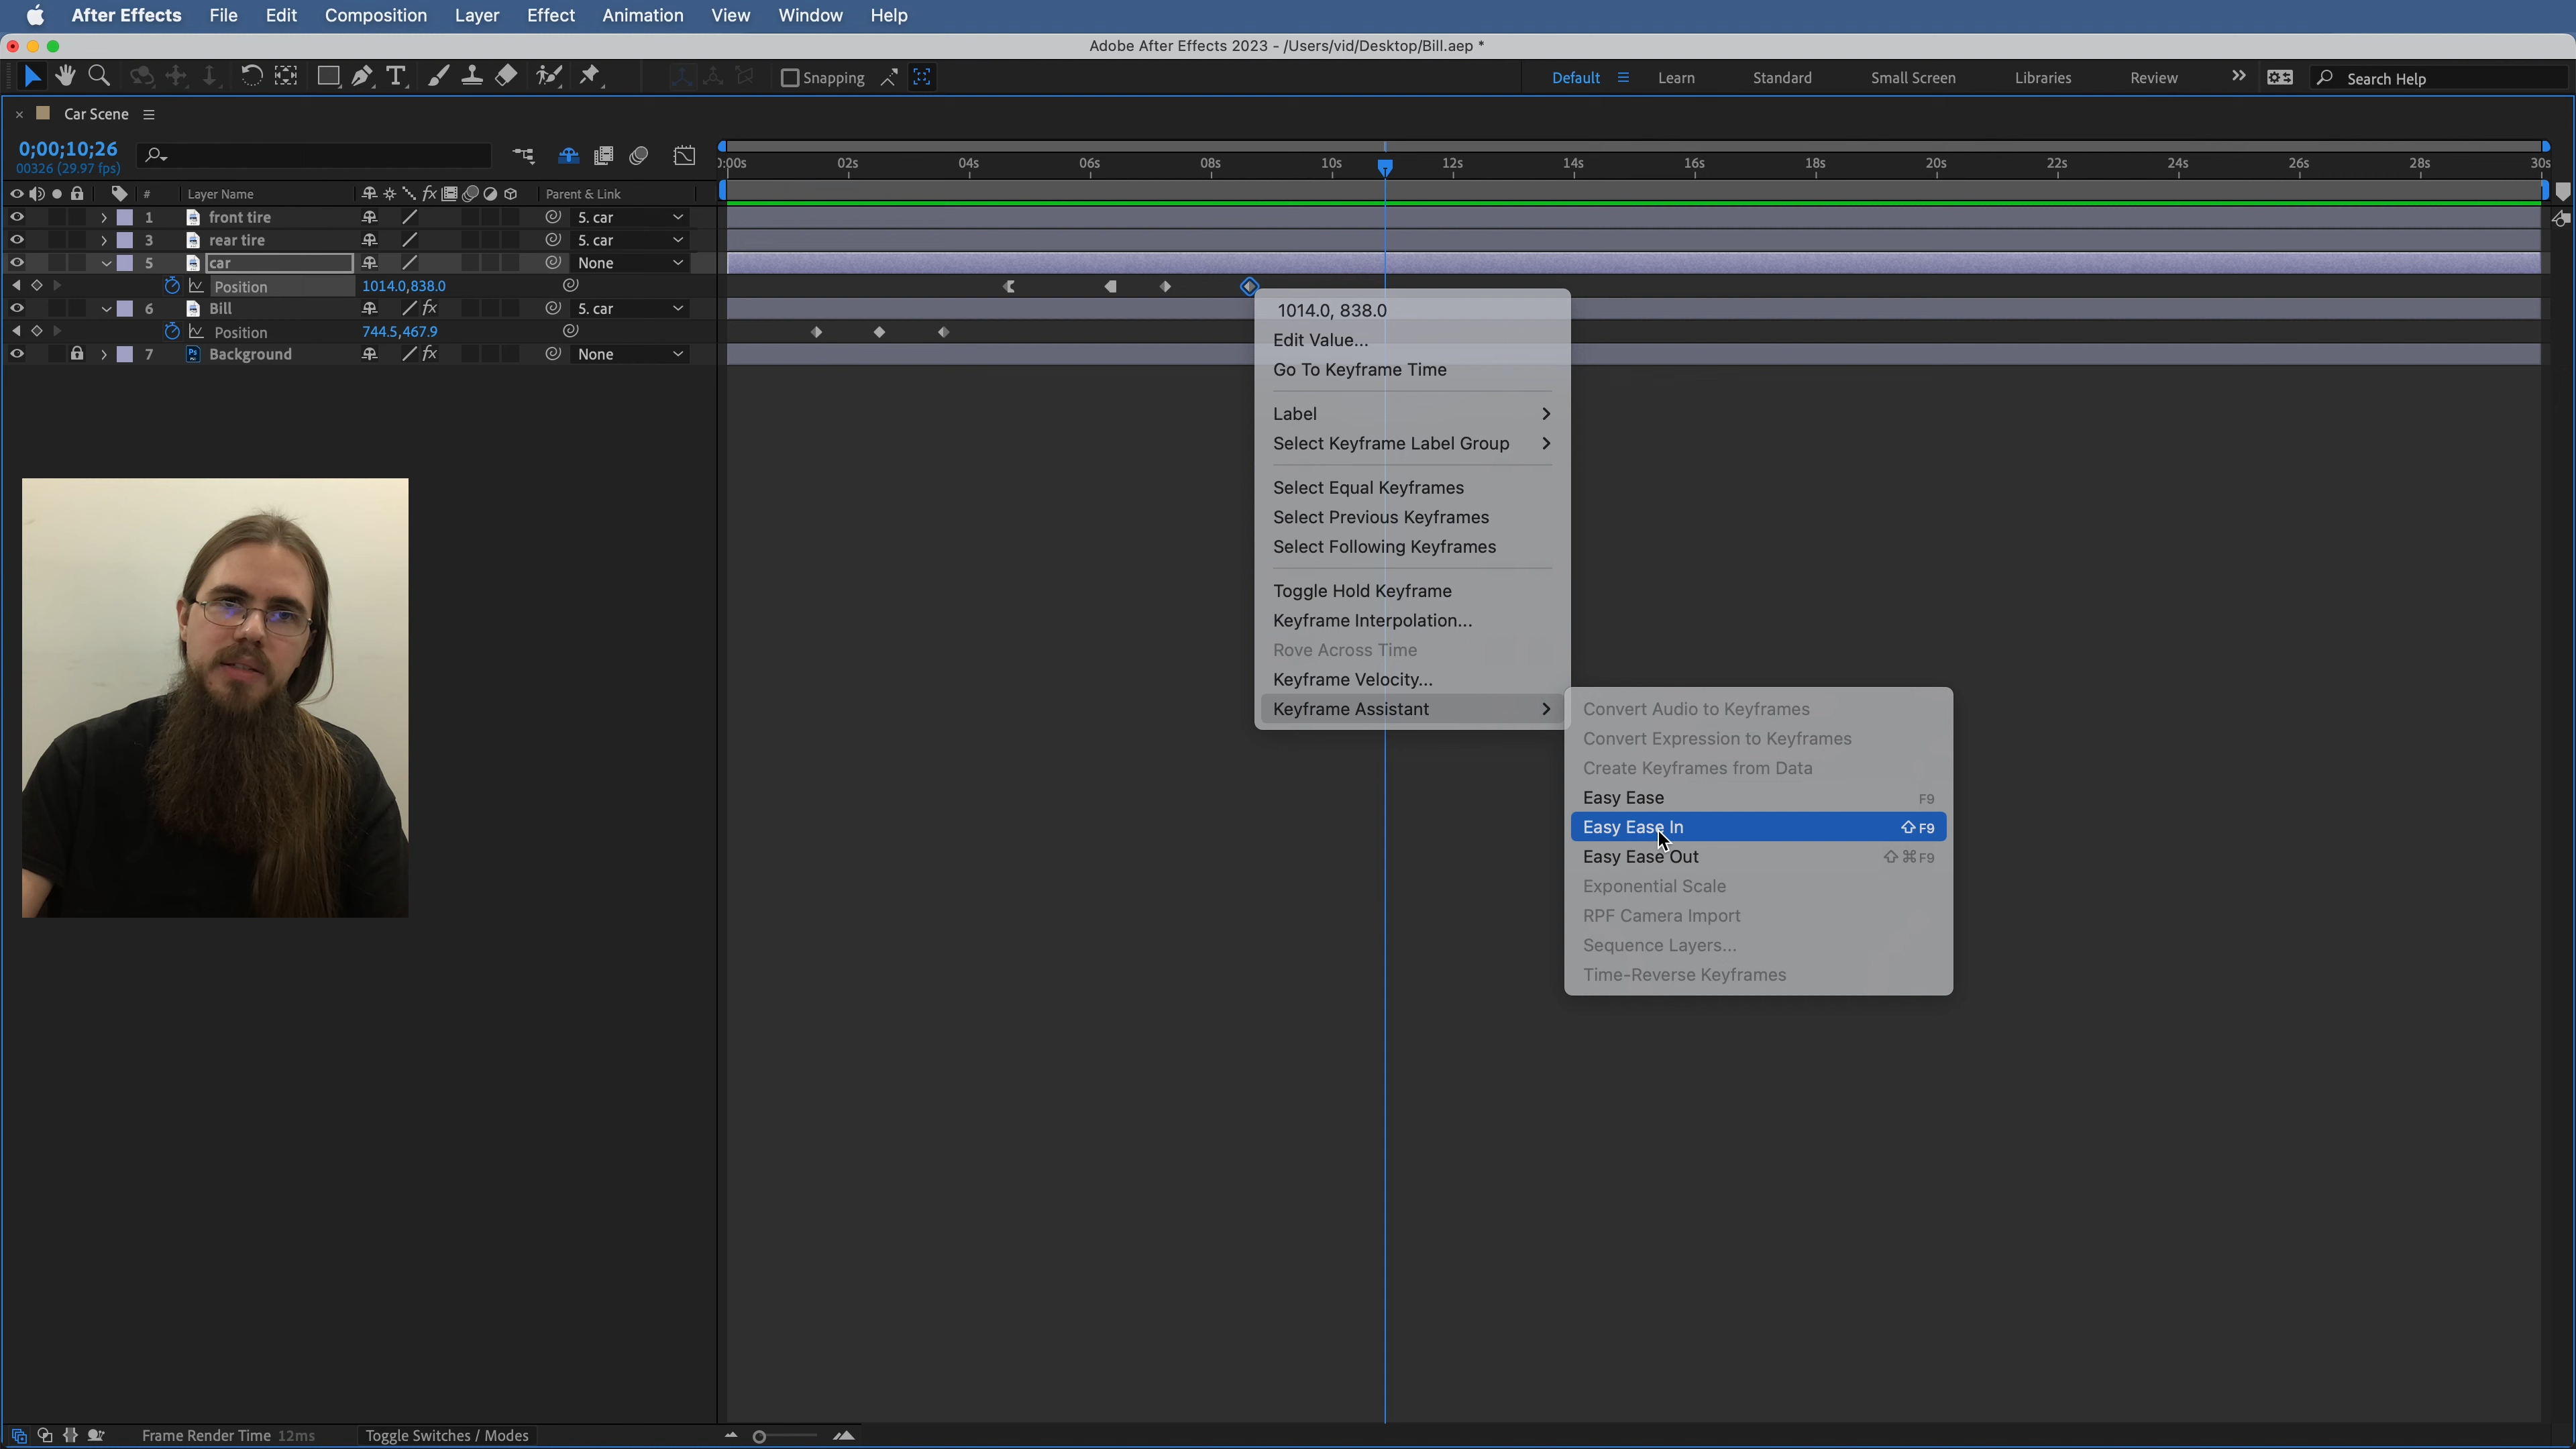 After Effects File Edit Composition Layer Effect Animation View Window Help
Adobe After Effects 2023 - /Users/vid/Desktop/Bill.aep *
Snapping Default Learn Standard Small Screen Libraries Review Search Help
Car Scene
0;00;10;26
00326 (29.97 fps)
0:00s 02s 04s 06s 08s 10s 12s 14s 16s 18s 20s 22s 24s 26s 28s 30s
# Layer Name fx Parent & Link
1 front tire 5. car
3 rear tire 5. car
5 car None
Position 1014.0,838.0
6 Bill fx 5. car
Position 744.5,467.9
7 Ps Background fx None
1014.0, 838.0
Edit Value...
Go To Keyframe Time
Label
Select Keyframe Label Group
Select Equal Keyframes
Select Previous Keyframes
Select Following Keyframes
Toggle Hold Keyframe
Keyframe Interpolation...
Rove Across Time
Keyframe Velocity...
Keyframe Assistant
Convert Audio to Keyframes
Convert Expression to Keyframes
Create Keyframes from Data
Easy Ease F9
Easy Ease In ⇧F9
Easy Ease Out ⇧⌘F9
Exponential Scale
RPF Camera Import
Sequence Layers...
Time-Reverse Keyframes
Frame Render Time 12ms Toggle Switches / Modes